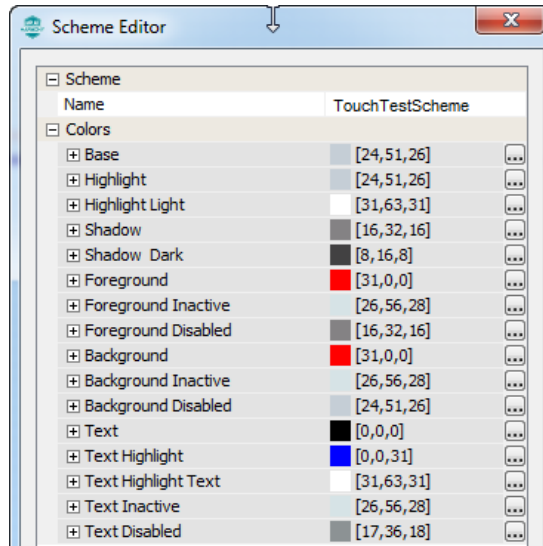 Scheme Editor
Scheme
Name TouchTestScheme
Colors
Base [24,51,26] ...
Highlight [24,51,26] ...
Highlight Light [31,63,31] ...
Shadow [16,32,16] ...
Shadow Dark [8,16,8] ...
Foreground [31,0,0] ...
Foreground Inactive [26,56,28] ...
Foreground Disabled [16,32,16] ...
Background [31,0,0] ...
Background Inactive [26,56,28] ...
Background Disabled [24,51,26] ...
Text [0,0,0] ...
Text Highlight [0,0,31] ...
Text Highlight Text [31,63,31] ...
Text Inactive [26,56,28] ...
Text Disabled [17,36,18] ...